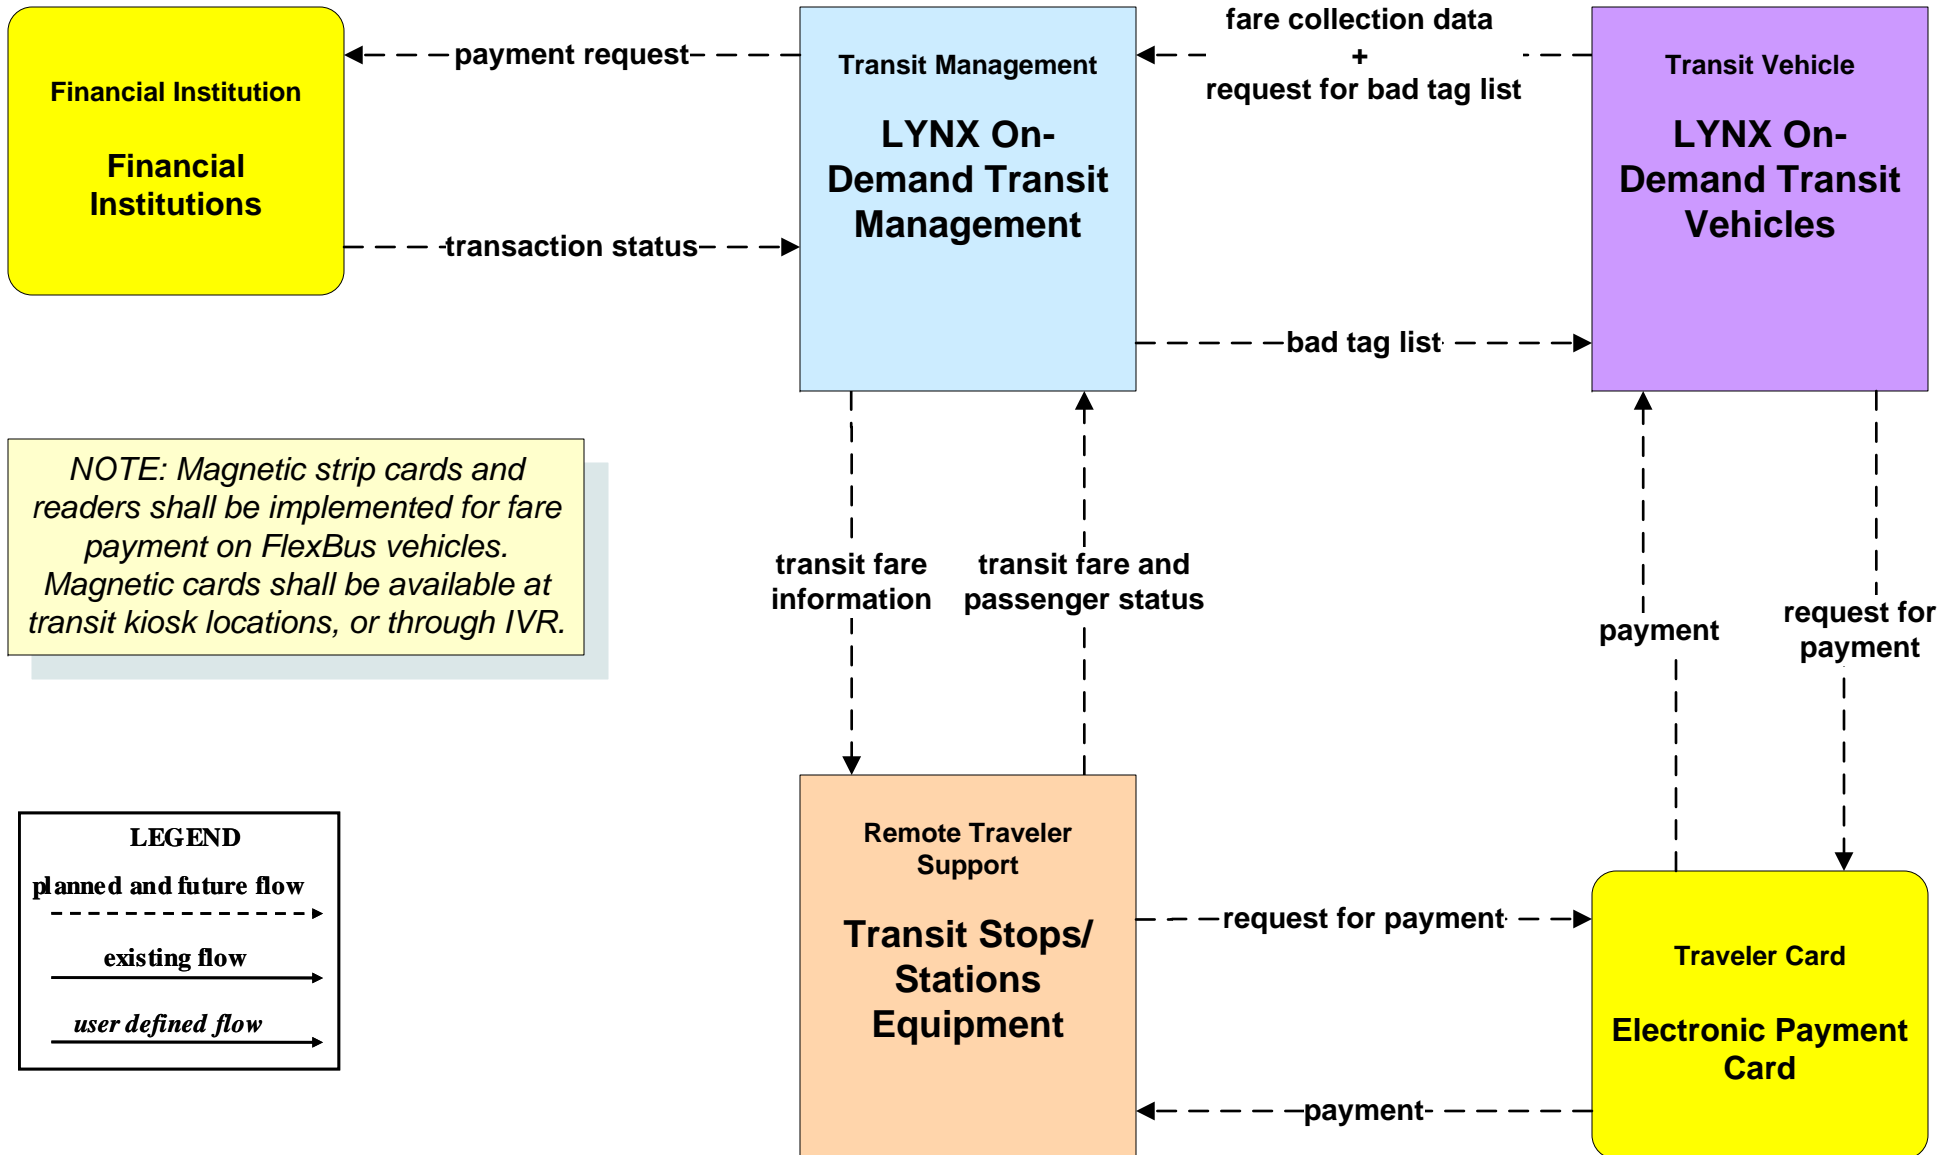 Financial Institution
Financial
Institutions
payment request
transaction status
Transit Management
LYNX On-
Demand Transit
Management
fare collection data
+
request for bad tag list
bad tag list
Transit Vehicle
LYNX On-
Demand Transit
Vehicles
NOTE: Magnetic strip cards and
readers shall be implemented for fare
payment on FlexBus vehicles.
Magnetic cards shall be available at
transit kiosk locations, or through IVR.
transit fare
information
transit fare and
passenger status
payment
request for
payment
LEGEND
planned and future flow
existing flow
user defined flow
Remote Traveler
Support
Transit Stops/
Stations
Equipment
request for payment
payment
Traveler Card
Electronic Payment
Card